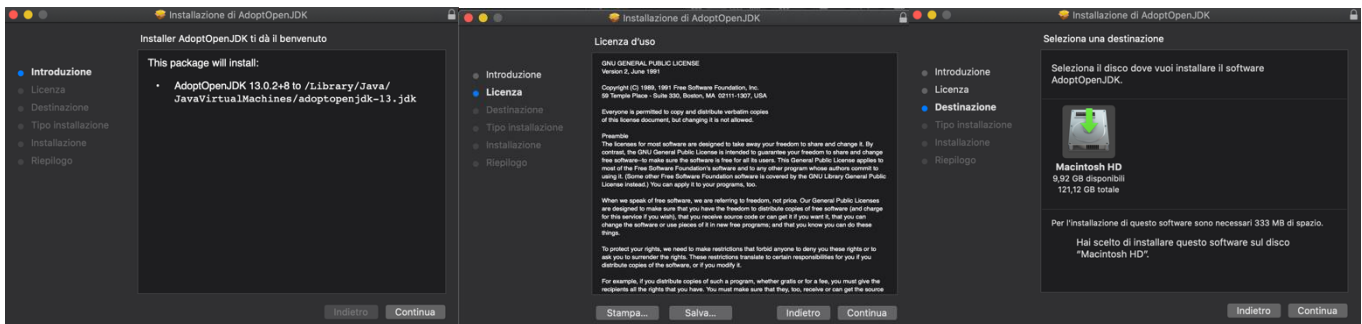 Installazione di AdoptOpenJDK
Installer AdoptOpenJDK ti dà il benvenuto
Introduzione
Licenza
Destinazione
Tipo installazione
Installazione
Riepilogo
This package will install:
• AdoptOpenJDK 13.0.2+8 to /Library/Java/
JavaVirtualMachines/adoptopenjdk-13.jdk
Indietro
Continua
Installazione di AdoptOpenJDK
Licenza d'uso
Introduzione
Licenza
Destinazione
Tipo installazione
Installazione
Riepilogo
GNU GENERAL PUBLIC LICENSE
Version 2, June 1991
Copyright (C) 1989, 1991 Free Software Foundation, Inc.
59 Temple Place - Suite 330, Boston, MA 02111-1307, USA
Everyone is permitted to copy and distribute verbatim copies
of this license document, but changing it is not allowed.
Preamble
The licenses for most software are designed to take away your freedom to share and change it. By
contrast, the GNU General Public License is intended to guarantee your freedom to share and change
free software--to make sure the software is free for all its users. This General Public License applies to
most of the Free Software Foundation's software and to any other program whose authors commit to
using it. (Some other Free Software Foundation software is covered by the GNU Library General Public
License instead.) You can apply it to your programs, too.
When we speak of free software, we are referring to freedom, not price. Our General Public Licenses
are designed to make sure that you have the freedom to distribute copies of free software (and charge
for this service if you wish), that you receive source code or can get it if you want it, that you can
change the software or use pieces of it in new free programs; and that you know you can do these
things.
To protect your rights, we need to make restrictions that forbid anyone to deny you these rights or to
ask you to surrender the rights. These restrictions translate to certain responsibilities for you if you
distribute copies of the software, or if you modify it.
For example, if you distribute copies of such a program, whether gratis or for a fee, you must give the
recipients all the rights that you have. You must make sure that they, too, receive or can get the source
Stampa...
Salva...
Indietro
Continua
Installazione di AdoptOpenJDK
Seleziona una destinazione
Introduzione
Licenza
Destinazione
Tipo installazione
Installazione
Riepilogo
Seleziona il disco dove vuoi installare il software
AdoptOpenJDK.
Macintosh HD
9,92 GB disponibili
121,12 GB totale
Per l'installazione di questo software sono necessari 333 MB di spazio.
Hai scelto di installare questo software sul disco
"Macintosh HD".
Indietro
Continua